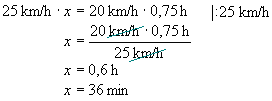 25 km/h · x = 20 km/h · 0,75 h |:25 km/h
x = 20 km/h · 0,75 h / 25 km/h
x = 0,6 h
x = 36 min